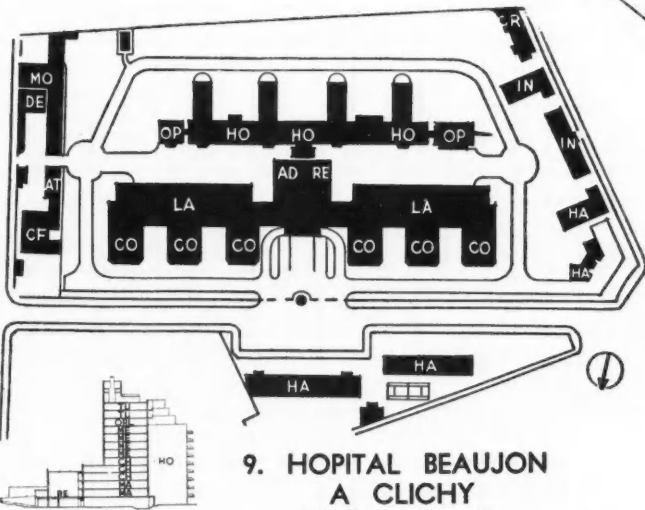 CR
MO
DE
IN
OP HO HO HO OP
IN
AT
AD RE
LA LA
CF
HA
CO CO CO CO CO CO
HA
HA
HA
HO
RE
9. HOPITAL BEAUJON
A CLICHY